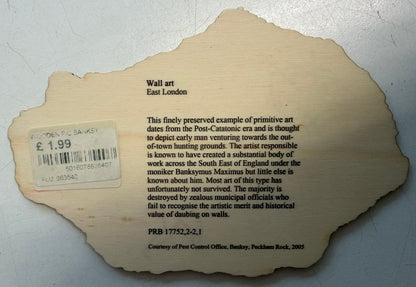 Wall art
East London
This finely preserved example of primitive art
dates from the Post-Catatonic era and is thought
to depict early man venturing towards the out-
of-town hunting grounds. The artist responsible
is known to have created a substantial body of
work across the South East of England under the
moniker Banksymus Maximus but little else is
known about him. Most art of this type has
unfortunately not survived. The majority is
destroyed by zealous municipal officials who
fail to recognise the artistic merit and historical
value of daubing on walls.
PRB 17752,2-2,1
Courtesy of Pest Control Office, Banksy, Peckham Rock, 2005
WOODEN P/C BANKSY
£ 1.99